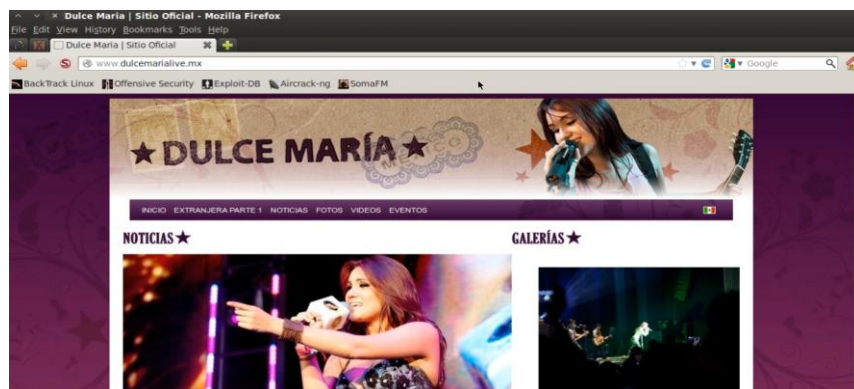 Dulce Maria | Sitio Oficial - Mozilla Firefox
File Edit View History Bookmarks Tools Help
Dulce Maria | Sitio Oficial
www.dulcemarialive.mx
Google
BackTrack Linux Offensive Security Exploit-DB Aircrack-ng SomaFM
DULCE MARÍA
MEXICO
INICIO EXTRANJERA PARTE 1 NOTICIAS FOTOS VIDEOS EVENTOS
NOTICIAS GALERÍAS